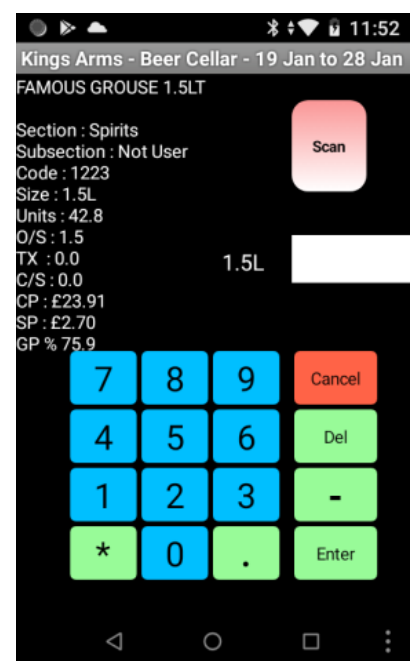 11:52
Kings Arms - Beer Cellar - 19 Jan to 28 Jan
FAMOUS GROUSE 1.5LT
Section : Spirits
Subsection : Not User
Code : 1223
Size : 1.5L
Units : 42.8
O/S : 1.5
TX : 0.0
C/S : 0.0
CP : £23.91
SP : £2.70
GP % 75.9
Scan
1.5L
7 8 9 Cancel
4 5 6 Del
1 2 3 -
* 0 . Enter